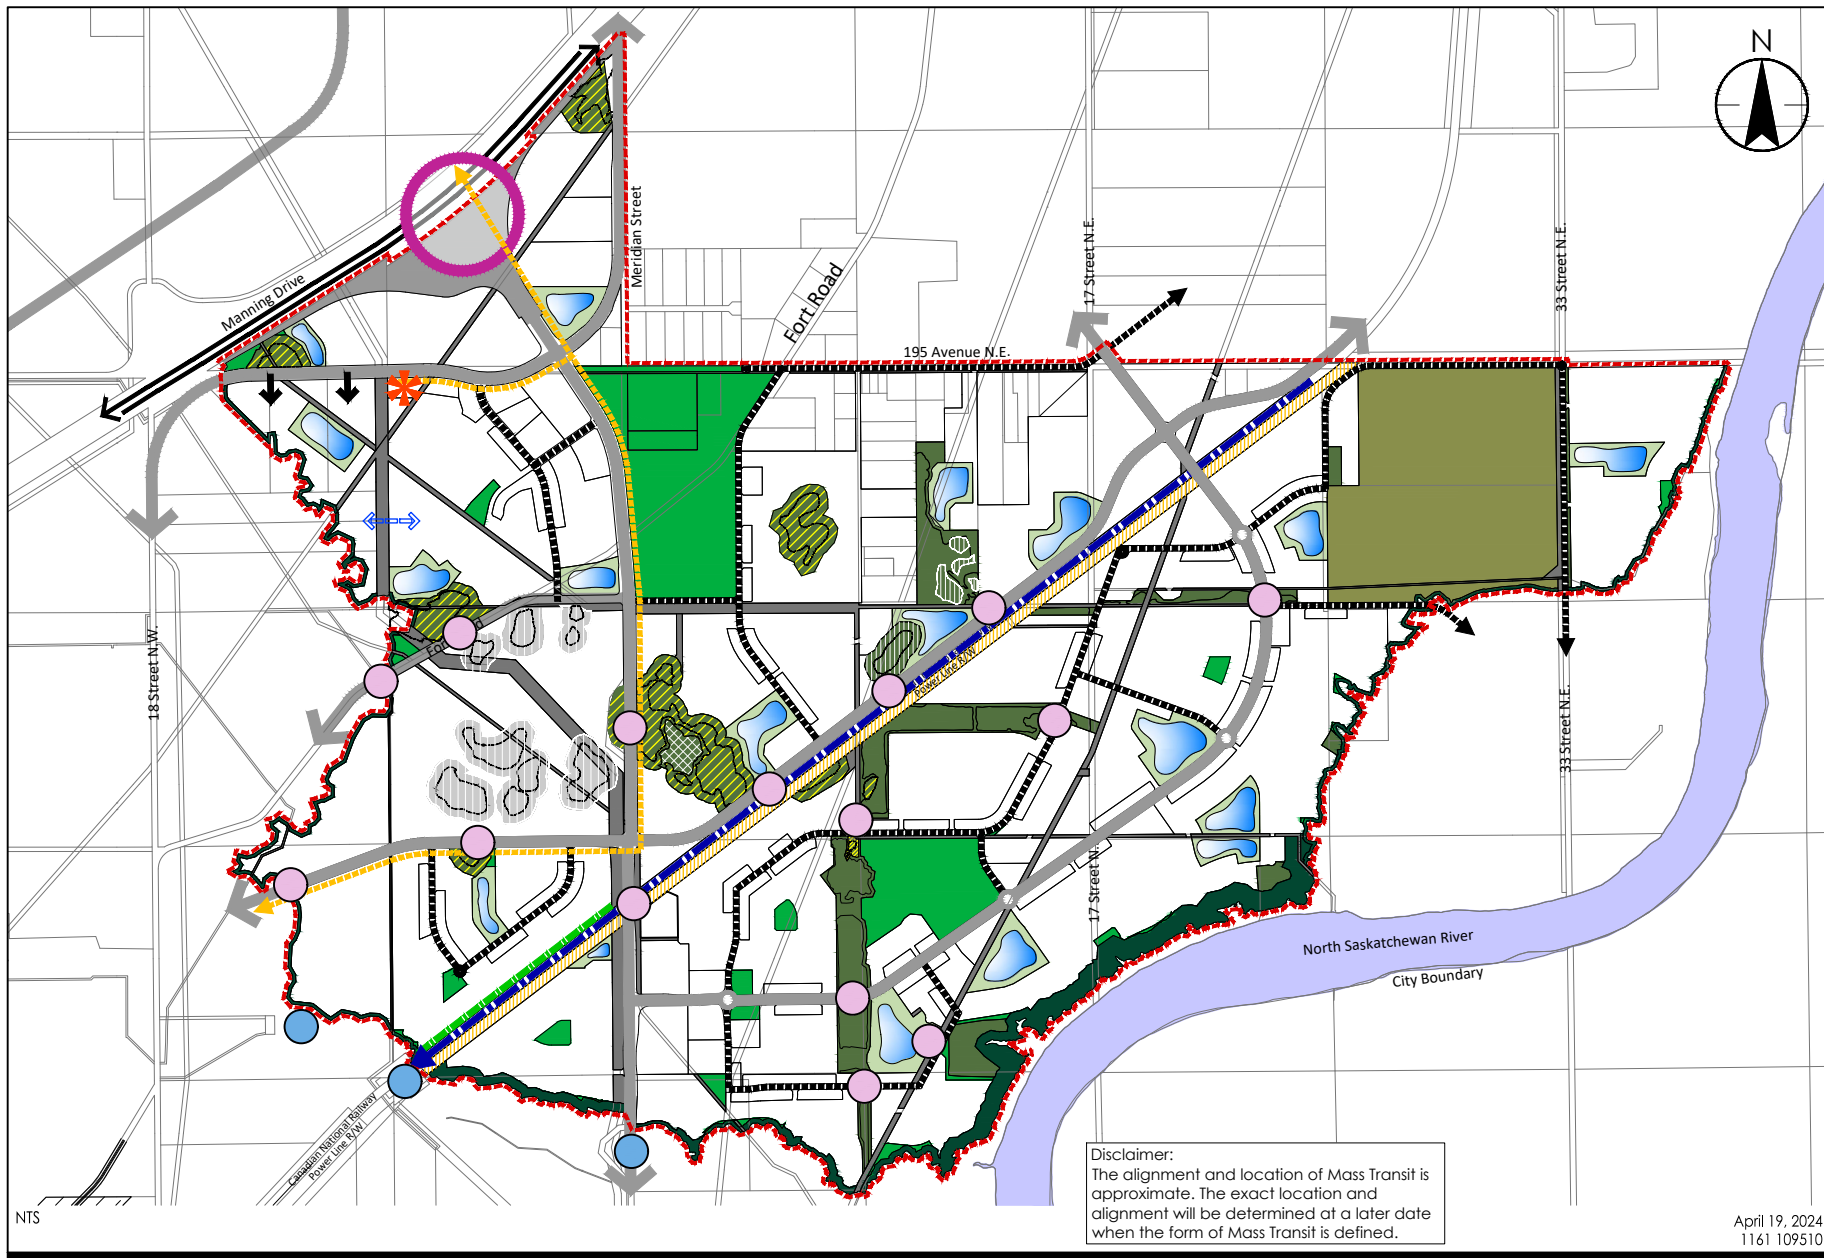 N
Meridian Street
17 Street N.E.
33 Street N.E.
Manning Drive
Fort Road
195 Avenue N.E.
18 Street N.W.
Power Line R/W
33 Street N.E.
17 Street N.
North Saskatchewan River
City Boundary
Canadian National Railway
Power Line R/W
Disclaimer:
The alignment and location of Mass Transit is
approximate. The exact location and
alignment will be determined at a later date
when the form of Mass Transit is defined.
NTS
April 19, 2024
1161 109510